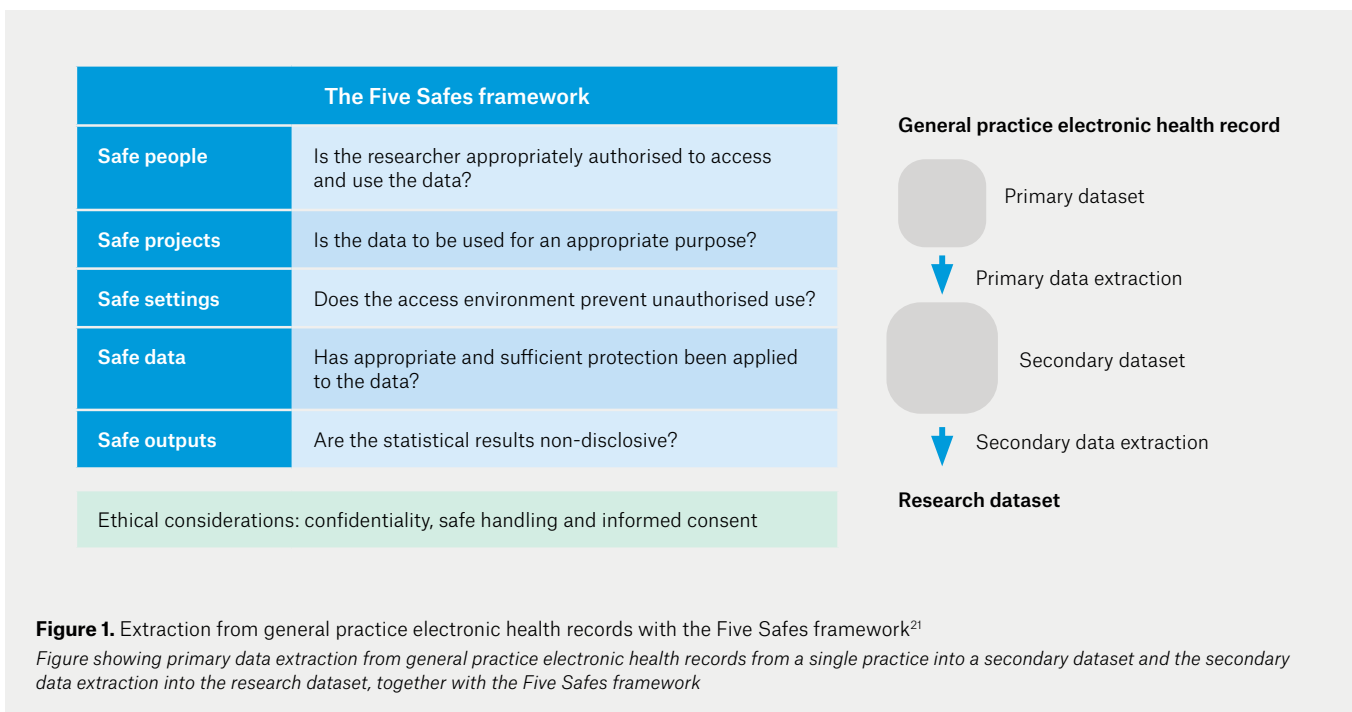 The Five Safes framework
Safe people
Is the researcher appropriately authorised to access
and use the data?
Safe projects
Is the data to be used for an appropriate purpose?
Safe settings
Does the access environment prevent unauthorised use?
Safe data
Has appropriate and sufficient protection been applied
to the data?
Safe outputs
Are the statistical results non-disclosive?
Ethical considerations: confidentiality, safe handling and informed consent
General practice electronic health record
Primary dataset
Primary data extraction
Secondary dataset
Secondary data extraction
Research dataset
Figure 1. Extraction from general practice electronic health records with the Five Safes framework²¹
Figure showing primary data extraction from general practice electronic health records from a single practice into a secondary dataset and the secondary
data extraction into the research dataset, together with the Five Safes framework